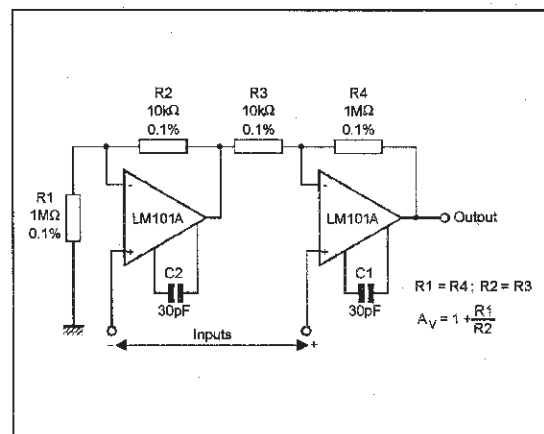 R2
10kΩ
0.1%
R3
10kΩ
0.1%
R4
1MΩ
0.1%
R1
1MΩ
0.1%
-
LM101A
+
-
LM101A
+
Output
C2
30pF
C1
30pF
R1 = R4 ; R2 = R3
A_V = 1 + R1/R2
- Inputs +